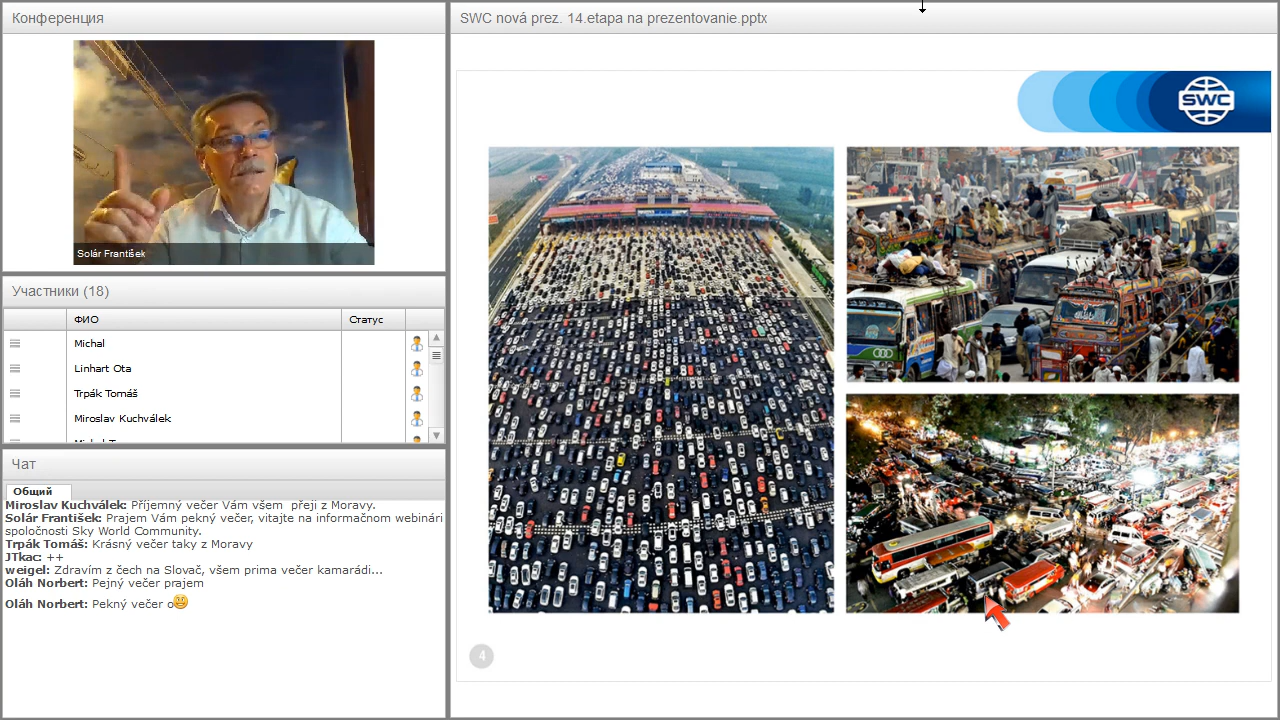 Конференция
Solár František
Участники (18)
ФИО
Статус
Michal
Linhart Ota
Trpák Tomáš
Miroslav Kuchválek
Чат
Общий
Miroslav Kuchválek: Příjemný večer Vám všem přeji z Moravy.
Solár František: Prajem Vám pekný večer, vitajte na informačnom webinári
spoločnosti Sky World Community.
Trpák Tomáš: Krásný večer taky z Moravy
JTkac: ++
weigel: Zdravím z čech na Slovač, všem prima večer kamarádi...
Oláh Norbert: Pejný večer prajem
Oláh Norbert: Pekný večer o
SWC nová prez. 14.etapa na prezentovanie.pptx
SWC
4